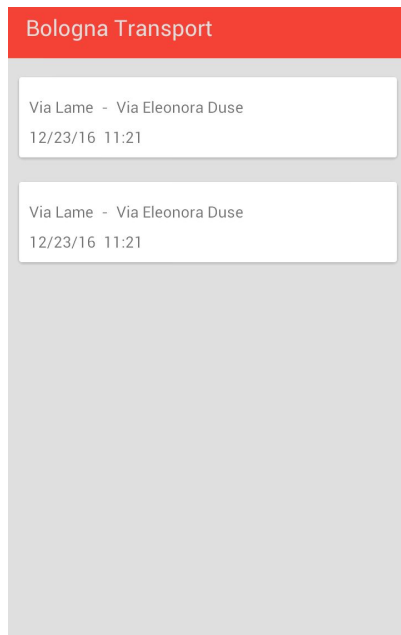 Bologna Transport
Via Lame - Via Eleonora Duse
12/23/16 11:21
Via Lame - Via Eleonora Duse
12/23/16 11:21